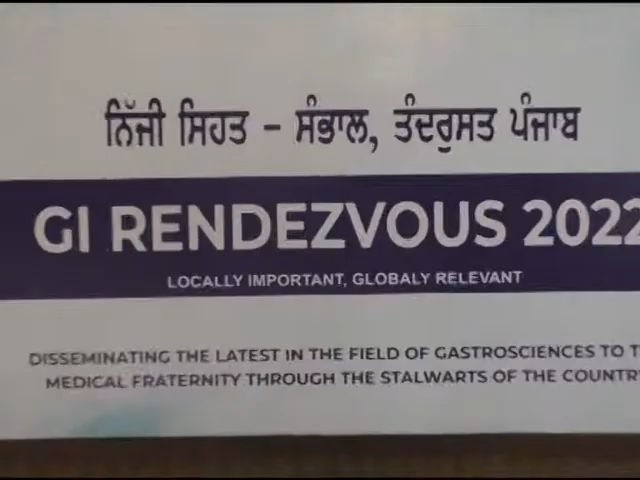 ਨਿੱਜੀ ਸਿਹਤ - ਸੰਭਾਲ, ਤੰਦਰੁਸਤ ਪੰਜਾਬ
GI RENDEZVOUS 2022
LOCALLY IMPORTANT, GLOBALY RELEVANT
DISSEMINATING THE LATEST IN THE FIELD OF GASTROSCIENCES TO
MEDICAL FRATERNITY THROUGH THE STALWARTS OF THE COUNTRY